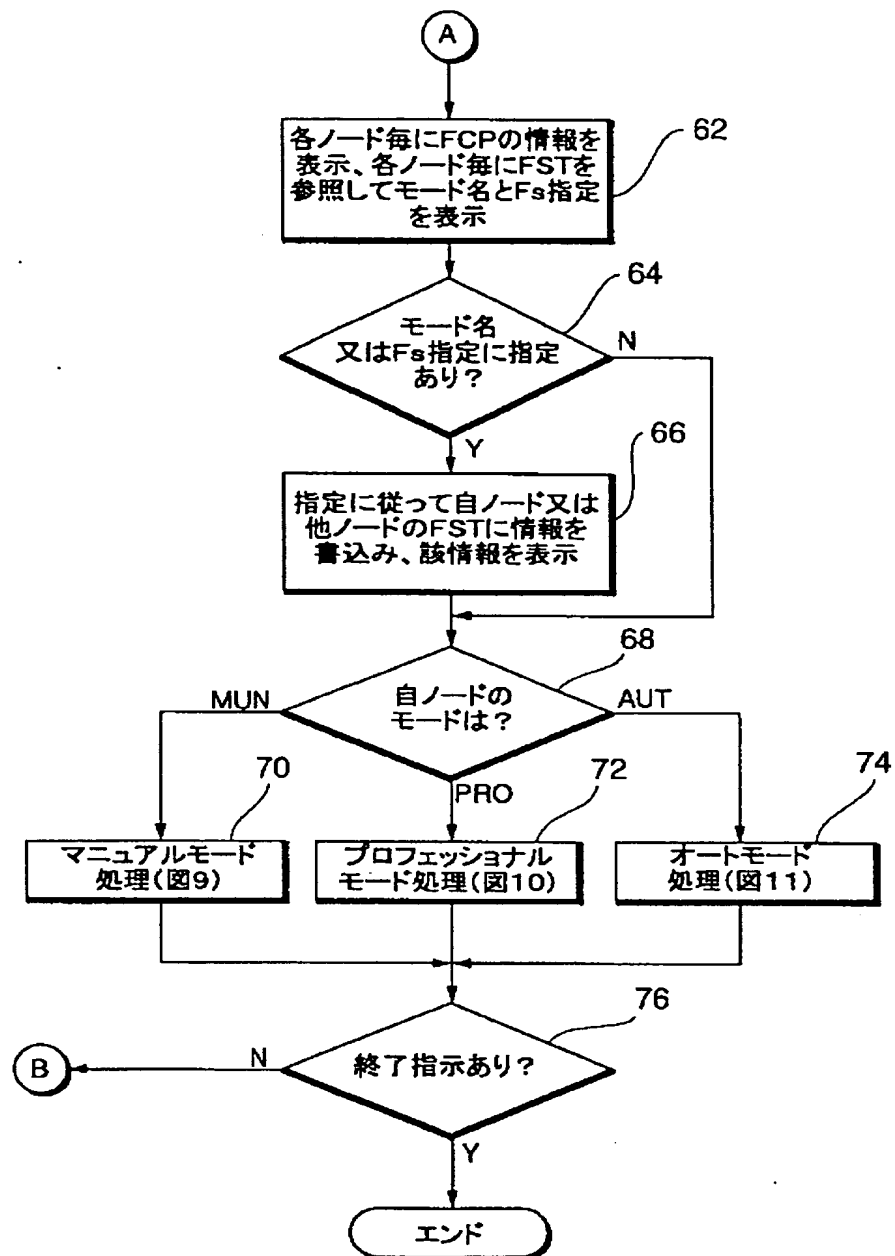 A
各ノード毎にFCPの情報を
表示、各ノード毎にFSTを
参照してモード名とFs指定
を表示
62
モード名
又はFs指定に指定
あり？
64
N
Y
指定に従って自ノード又は
他ノードのFSTに情報を
書込み、該情報を表示
66
自ノードの
モードは？
68
MUN
PRO
AUT
マニュアルモード
処理(図9)
70
プロフェッショナル
モード処理(図10)
72
オートモード
処理(図11)
74
終了指示あり？
76
N
B
Y
エンド